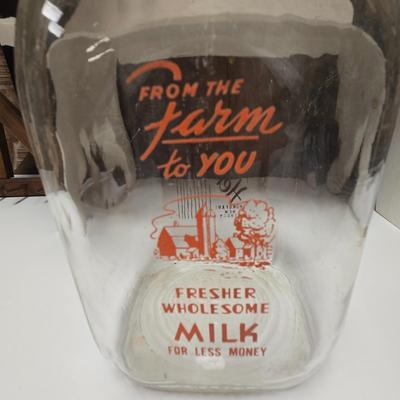 FROM THE
Farm
to YOU
FRESHER
WHOLESOME
MILK
FOR LESS MONEY